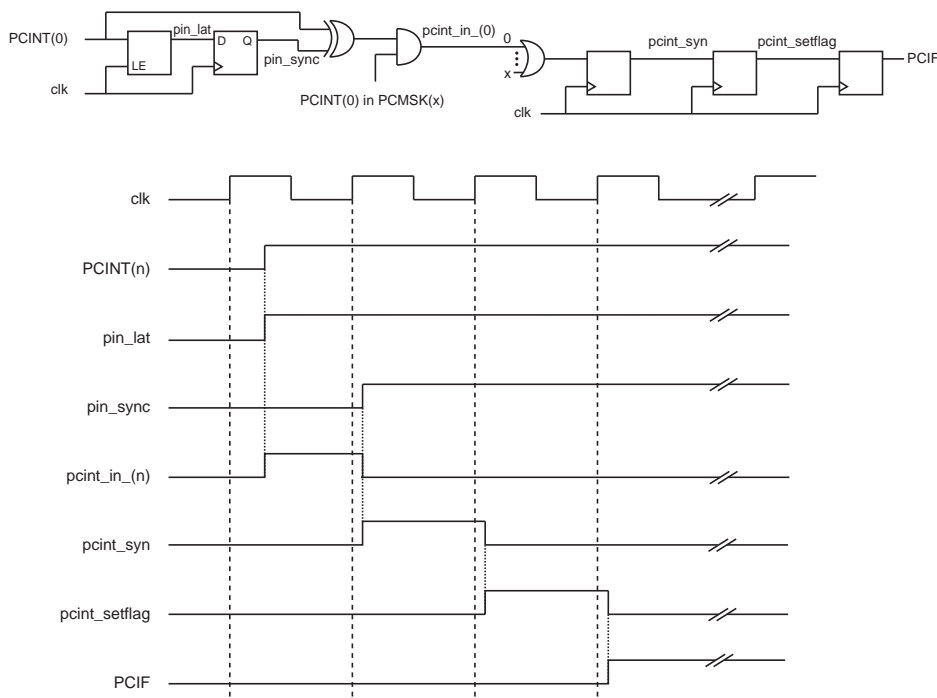 PCINT(0)
clk
LE
pin_lat
D Q
pin_sync
PCINT(0) in PCMSK(x)
pcint_in_(0)
0
x
clk
pcint_syn
pcint_setflag
PCIF
clk
PCINT(n)
pin_lat
pin_sync
pcint_in_(n)
pcint_syn
pcint_setflag
PCIF